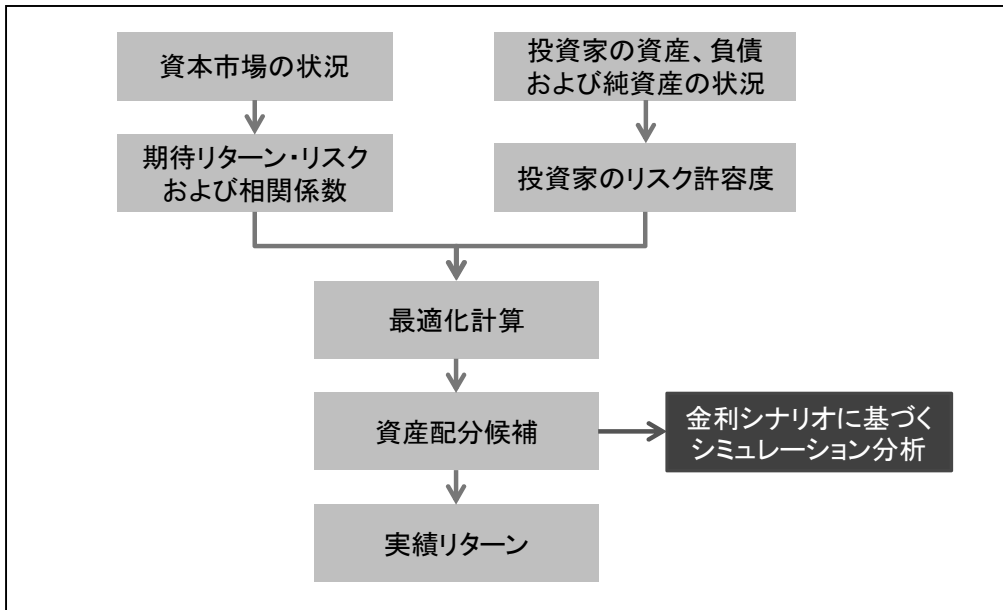 資本市場の状況
投資家の資産、負債
および純資産の状況
期待リターン・リスク
および相関係数
投資家のリスク許容度
最適化計算
資産配分候補
金利シナリオに基づく
シミュレーション分析
実績リターン